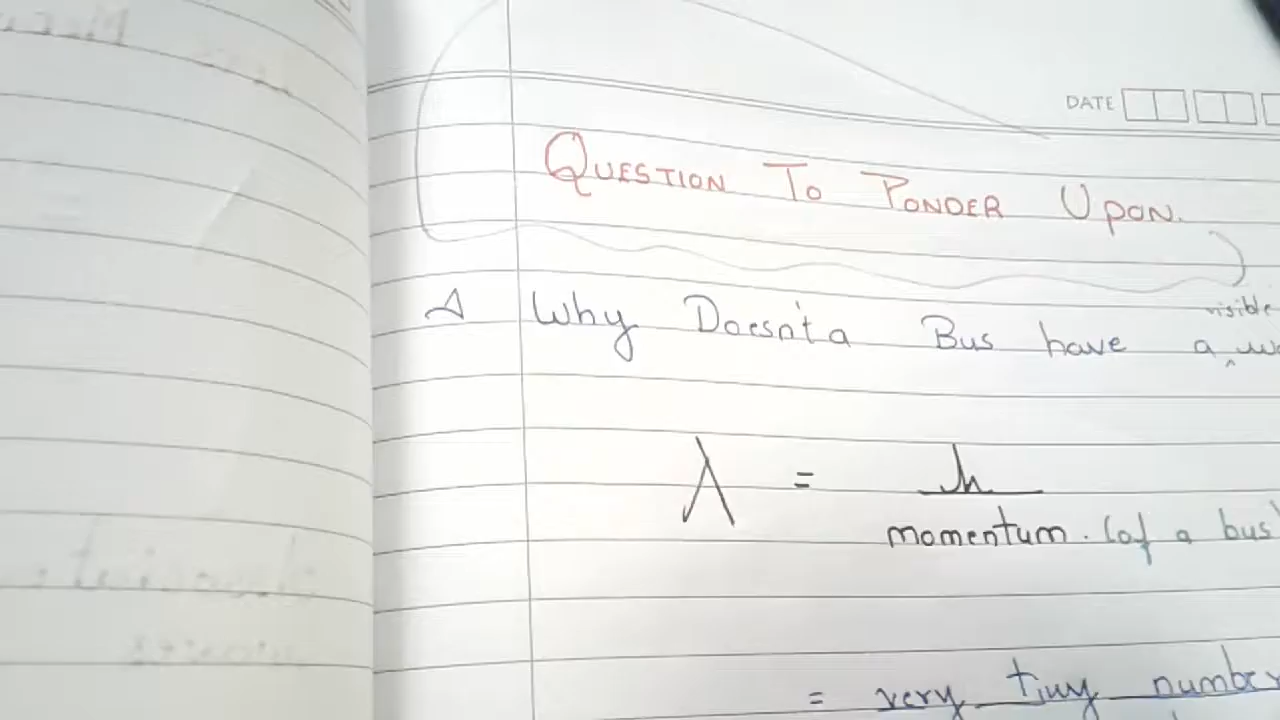 DATE
QUESTION TO PONDER UPON.
visible
Why Doesn't a Bus have a
λ = h
momentum. (of a bus)
= very tiny number